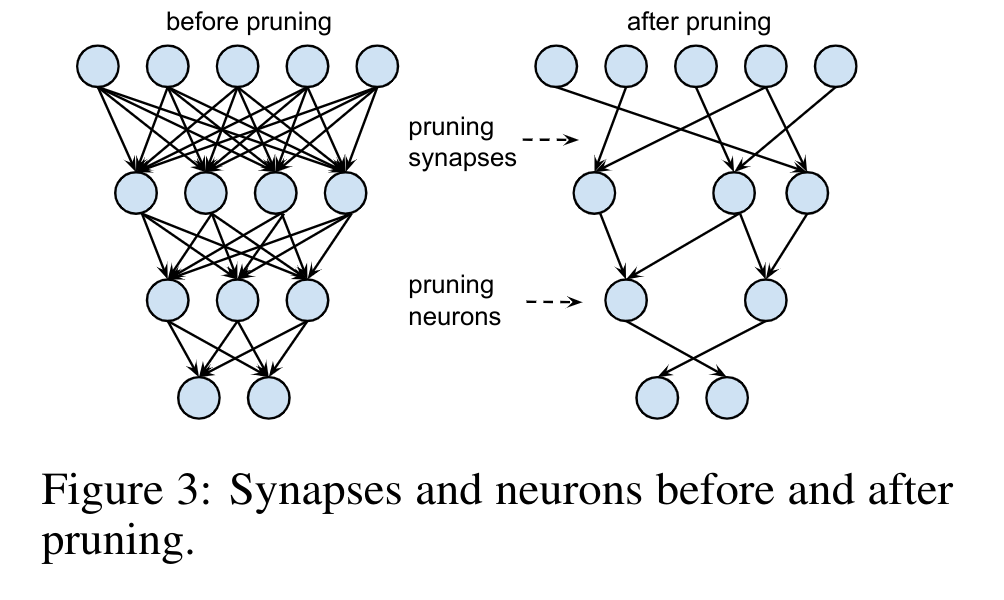 before pruning
after pruning
pruning
synapses
pruning
neurons
Figure 3: Synapses and neurons before and after
pruning.